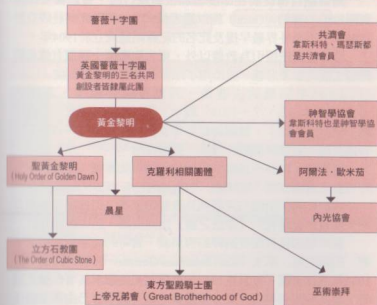 薔薇十字團
英國薔薇十字團
黃金黎明的三名共同
創設者皆隸屬此團
共濟會
韋斯科特、瑪瑟斯都
是共濟會員
黃金黎明
神智學協會
韋斯科特也是神智學協
會會員
聖黃金黎明
(Holy Order of Golden Dawn)
克羅利相關團體
阿爾法・歐米茄
晨星
內光協會
立方石教團
(The Order of Cubic Stone)
東方聖殿騎士團
上帝兄弟會(Great Brotherhood of God)
巫術崇拜